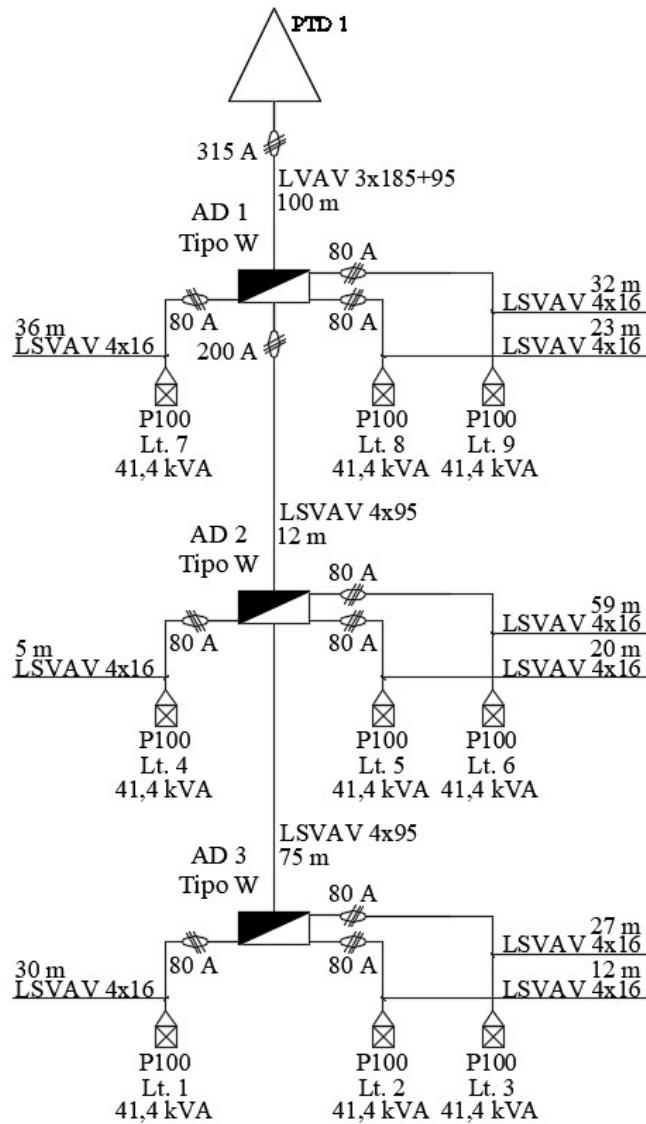 PTD 1
315 A
LVAV 3x185+95
100 m
AD 1
Tipo W
80 A
80 A
80 A
200 A
36 m
LSVAV 4x16
32 m
LSVAV 4x16
23 m
LSVAV 4x16
P100
Lt. 7
41,4 kVA
P100
Lt. 8
41,4 kVA
P100
Lt. 9
41,4 kVA
LSVAV 4x95
12 m
AD 2
Tipo W
80 A
80 A
80 A
5 m
LSVAV 4x16
59 m
LSVAV 4x16
20 m
LSVAV 4x16
P100
Lt. 4
41,4 kVA
P100
Lt. 5
41,4 kVA
P100
Lt. 6
41,4 kVA
LSVAV 4x95
75 m
AD 3
Tipo W
80 A
80 A
80 A
30 m
LSVAV 4x16
27 m
LSVAV 4x16
12 m
LSVAV 4x16
P100
Lt. 1
41,4 kVA
P100
Lt. 2
41,4 kVA
P100
Lt. 3
41,4 kVA